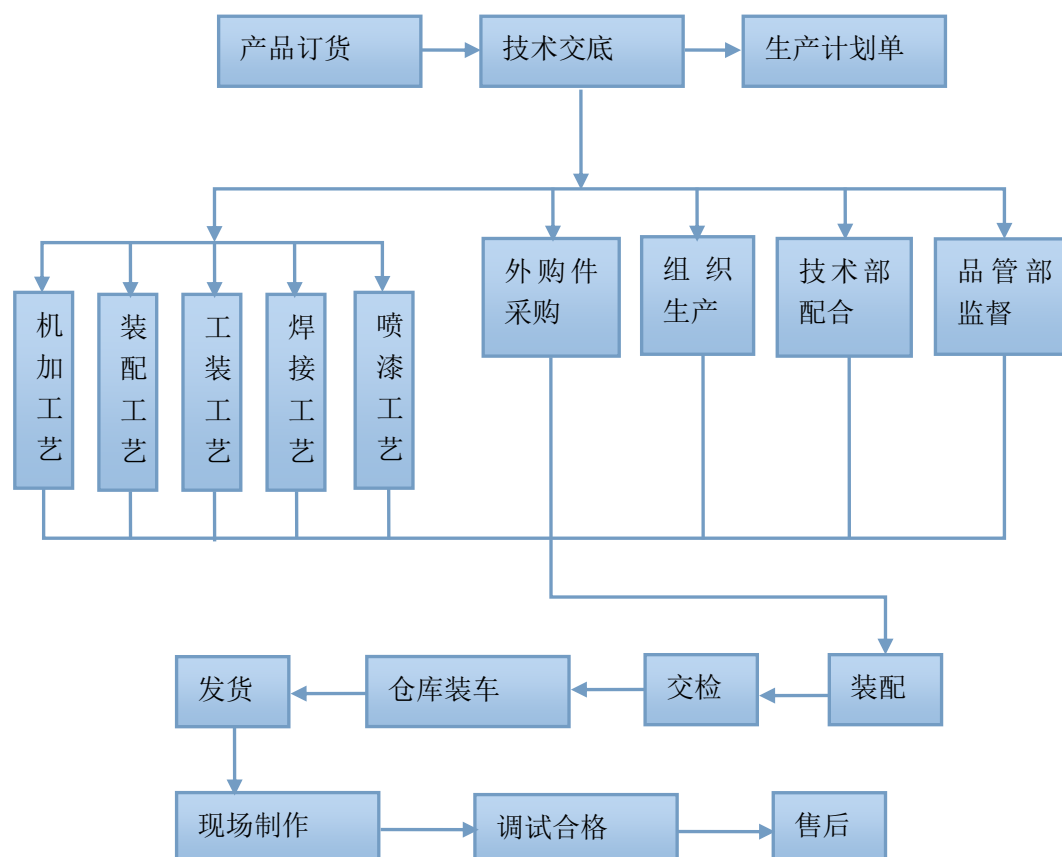 产品订货
技术交底
生产计划单
外购件
采购
组织
生产
技术部
配合
品管部
监督
机加工艺
装配工艺
工装工艺
焊接工艺
喷漆工艺
发货
仓库装车
交检
装配
现场制作
调试合格
售后